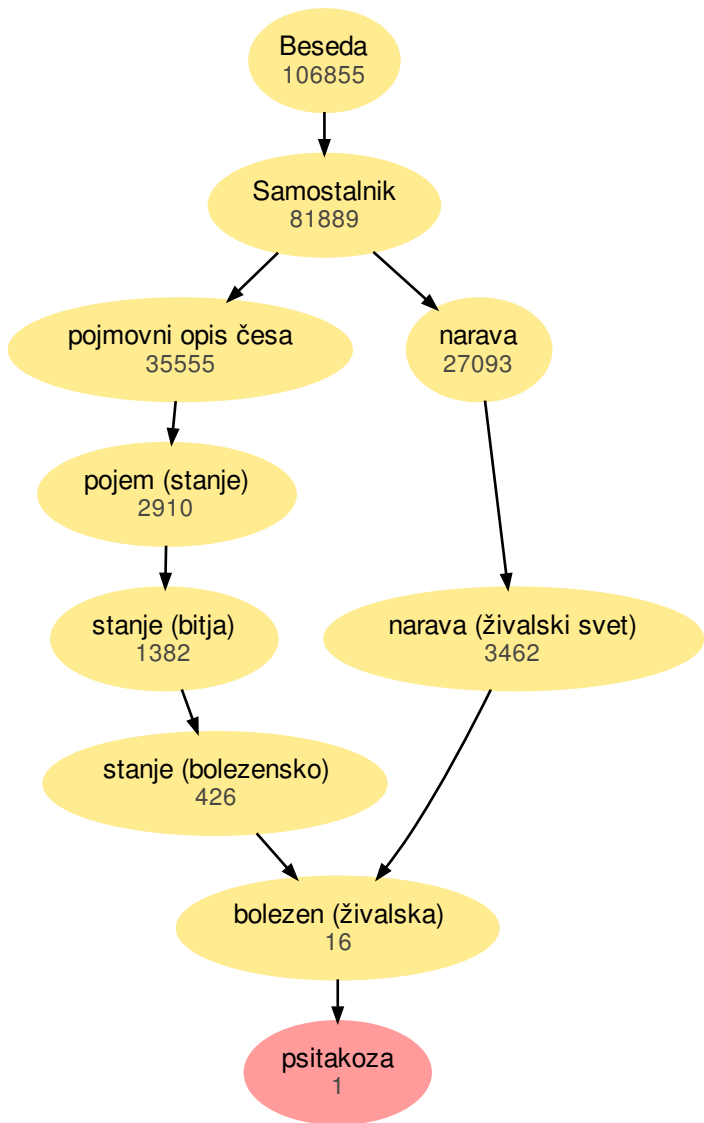 Beseda
106855
Samostalnik
81889
pojmovni opis česa
35555
narava
27093
pojem (stanje)
2910
stanje (bitja)
1382
narava (živalski svet)
3462
stanje (bolezensko)
426
bolezen (živalska)
16
psitakoza
1